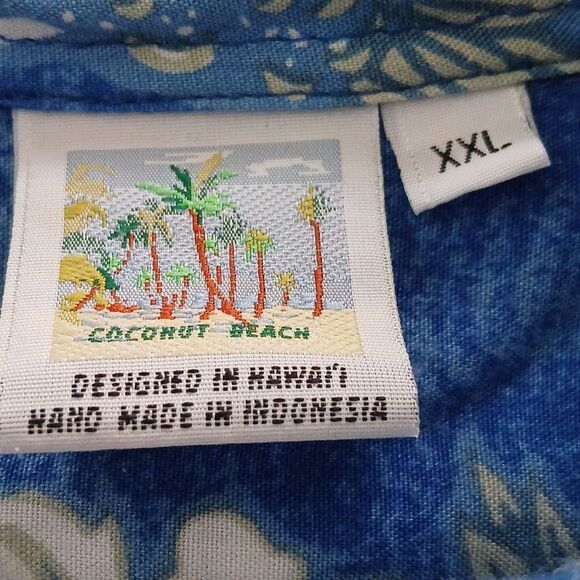 XXL
COCONUT BEACH
DESIGNED IN HAWAI'I
HAND MADE IN INDONESIA